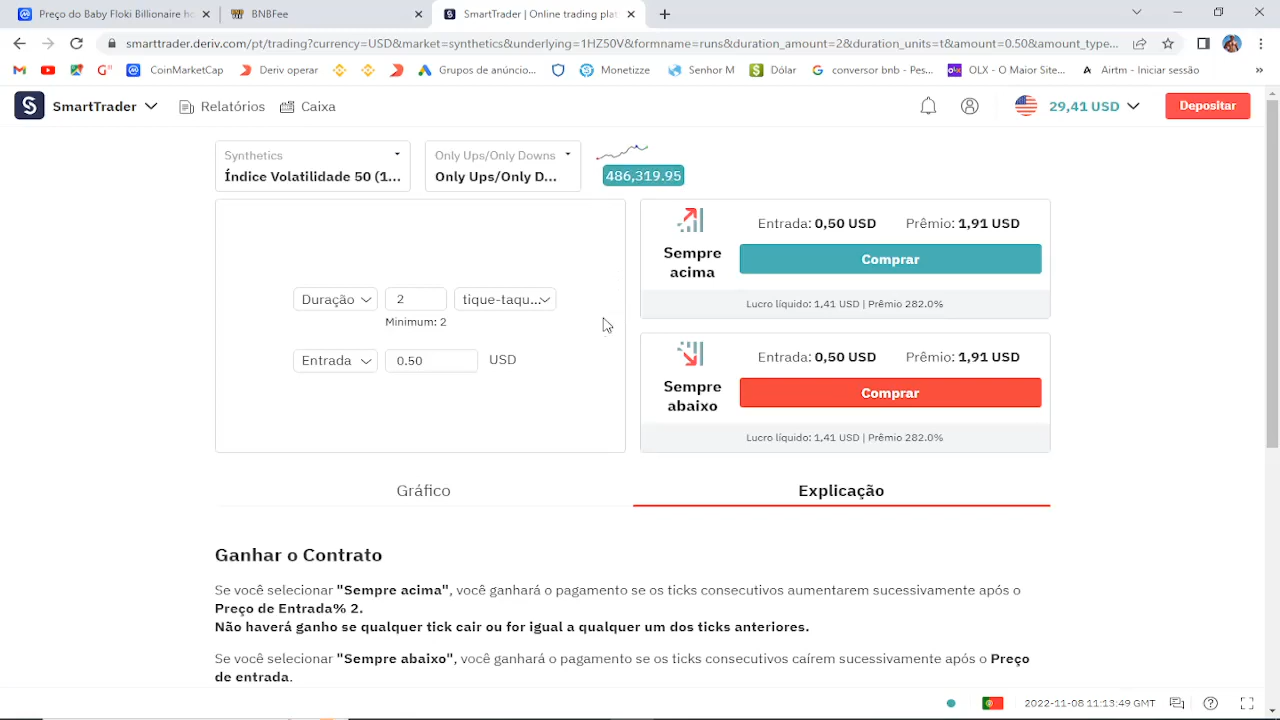 Preço do Baby Floki Billionaire ho
BNBFee
SmartTrader | Online trading plat
smarttrader.deriv.com/pt/trading?currency=USD&market=synthetics&underlying=1HZ50V&formname=runs&duration_amount=2&duration_units=t&amount=0.50&amount_type...
CoinMarketCap
Deriv operar
Grupos de anúncio...
Monetizze
Senhor M
Dólar
conversor bnb - Pes...
OLX - O Maior Site...
Airtm - Iniciar sessão
»
SmartTrader
Relatórios
Caixa
29,41 USD
Depositar
Synthetics
Índice Volatilidade 50 (1...
Only Ups/Only Downs
Only Ups/Only D...
486,319.95
Duração
2
tique-taqu...
Minimum: 2
Entrada
0.50
USD
Entrada: 0,50 USD
Prêmio: 1,91 USD
Sempre
acima
Comprar
Lucro líquido: 1,41 USD | Prêmio 282.0%
Entrada: 0,50 USD
Prêmio: 1,91 USD
Sempre
abaixo
Comprar
Lucro líquido: 1,41 USD | Prêmio 282.0%
Gráfico
Explicação
Ganhar o Contrato
Se você selecionar "Sempre acima", você ganhará o pagamento se os ticks consecutivos aumentarem sucessivamente após o
Preço de Entrada% 2.
Não haverá ganho se qualquer tick cair ou for igual a qualquer um dos ticks anteriores.
Se você selecionar "Sempre abaixo", você ganhará o pagamento se os ticks consecutivos caírem sucessivamente após o Preço
de entrada.
2022-11-08 11:13:49 GMT